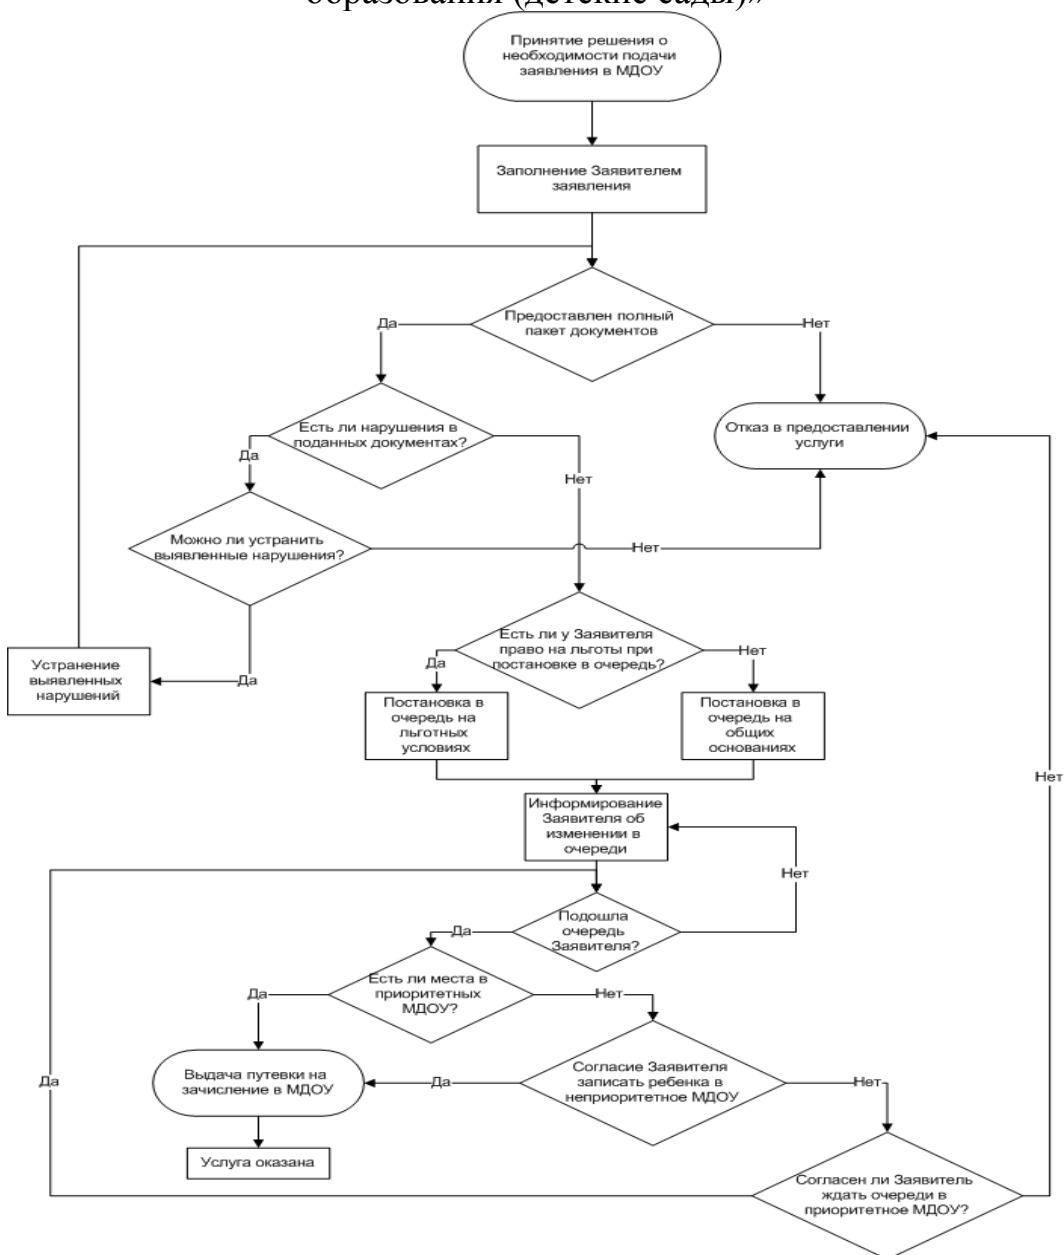 образования (детские сады)»
Принятие решения о
необходимости подачи
заявления в МДОУ
Заполнение Заявителем
заявления
Предоставлен полный
пакет документов
Да
Нет
Есть ли нарушения в
поданных документах?
Отказ в предоставлении
услуги
Да
Нет
Можно ли устранить
выявленные нарушения?
Нет
Есть ли у Заявителя
право на льготы при
постановке в очередь?
Да
Нет
Устранение
выявленных
нарушений
Да
Постановка в
очередь на
льготных
условиях
Постановка в
очередь на
общих
основаниях
Нет
Информирование
Заявителя об
изменении в
очереди
Нет
Подошла
очередь
Заявителя?
Да
Есть ли места в
приоритетных
МДОУ?
Да
Нет
Выдача путевки на
зачисление в МДОУ
Да
Согласие Заявителя
записать ребенка в
неприоритетное МДОУ
Нет
Да
Услуга оказана
Согласен ли Заявитель
ждать очереди в
приоритетное МДОУ?